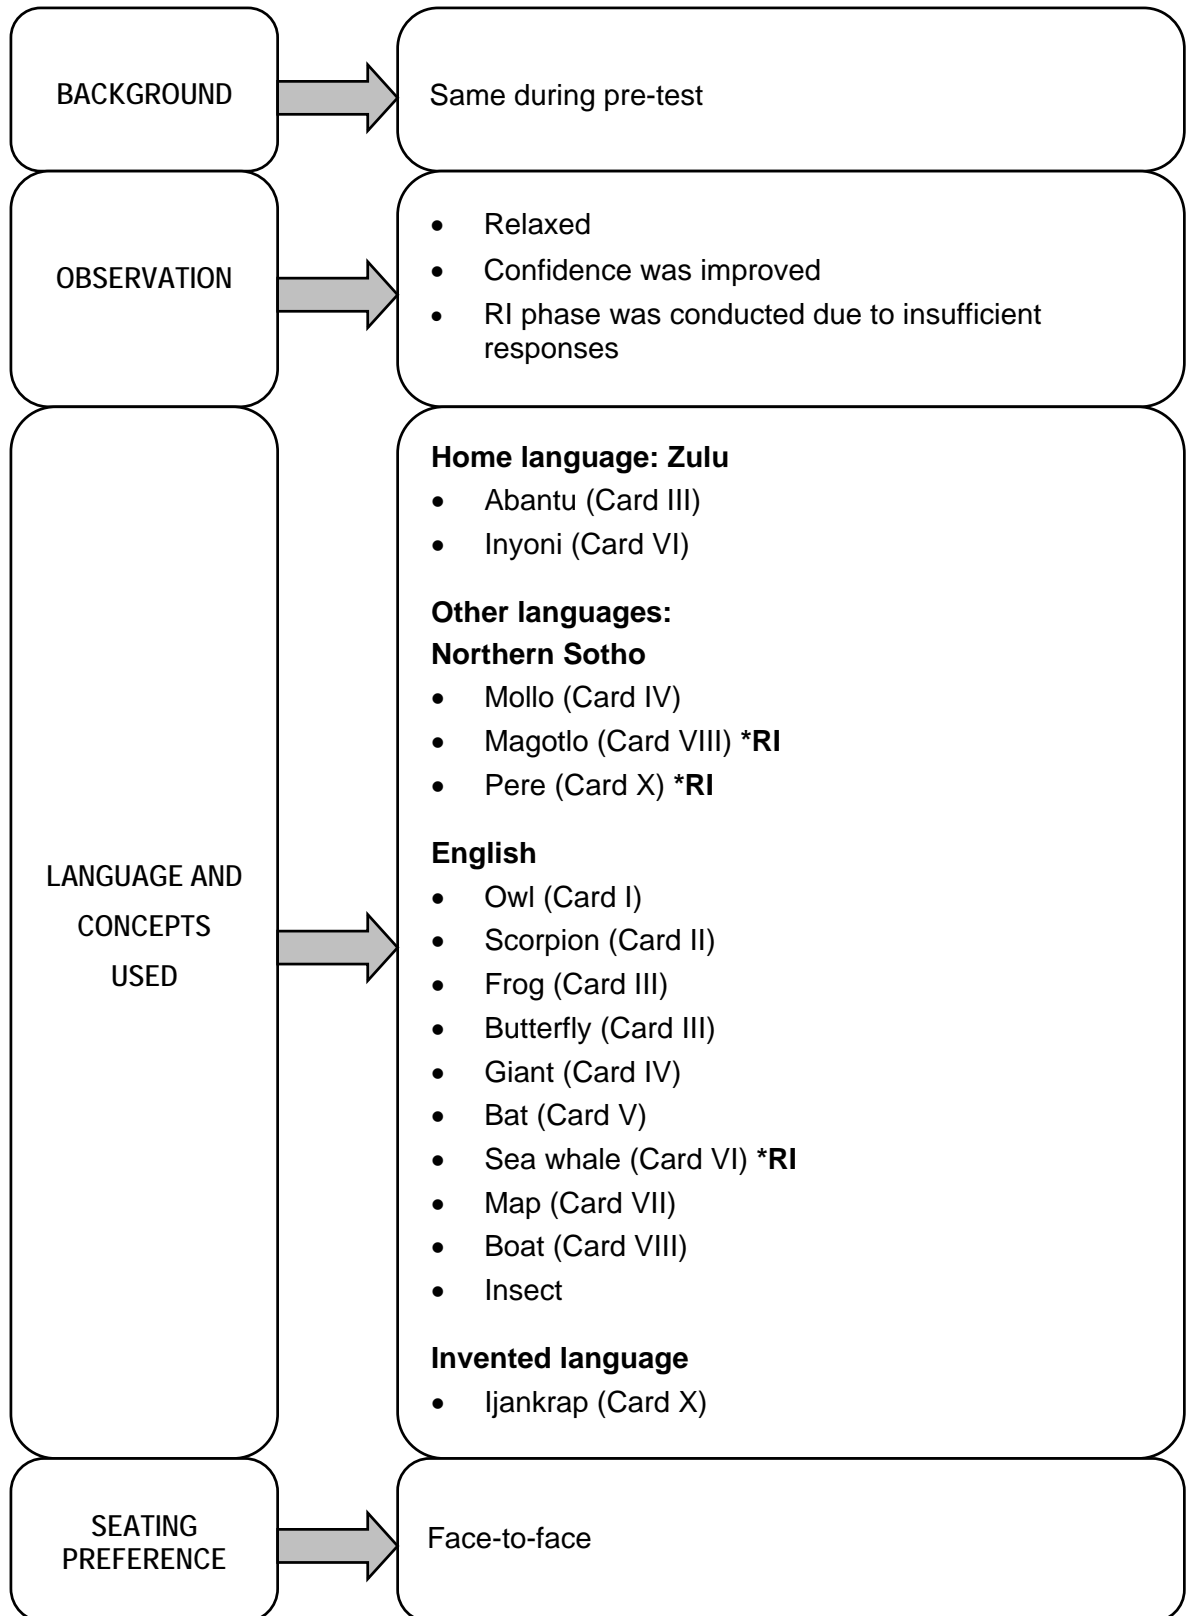 BACKGROUND
Same during pre-test
OBSERVATION
• Relaxed
• Confidence was improved
• RI phase was conducted due to insufficient
responses
LANGUAGE AND
CONCEPTS
USED
Home language: Zulu
• Abantu (Card III)
• Inyoni (Card VI)
Other languages:
Northern Sotho
• Mollo (Card IV)
• Magotlo (Card VIII) *RI
• Pere (Card X) *RI
English
• Owl (Card I)
• Scorpion (Card II)
• Frog (Card III)
• Butterfly (Card III)
• Giant (Card IV)
• Bat (Card V)
• Sea whale (Card VI) *RI
• Map (Card VII)
• Boat (Card VIII)
• Insect
Invented language
• Ijankrap (Card X)
SEATING
PREFERENCE
Face-to-face